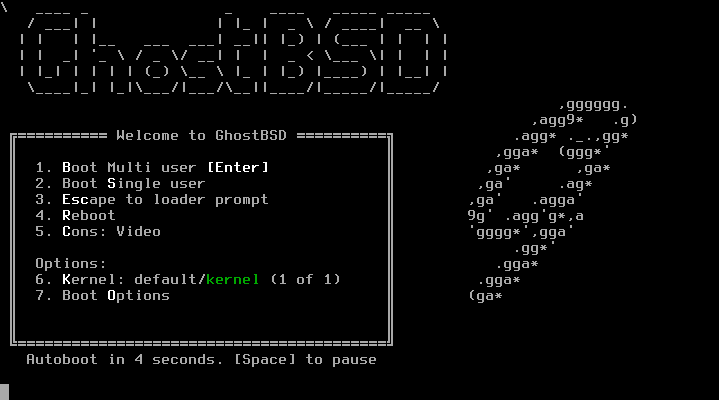 GhostBSD
Welcome to GhostBSD
1. Boot Multi user [Enter]
2. Boot Single user
3. Escape to loader prompt
4. Reboot
5. Cons: Video
Options:
6. Kernel: default/kernel (1 of 1)
7. Boot Options
Autoboot in 4 seconds. [Space] to pause